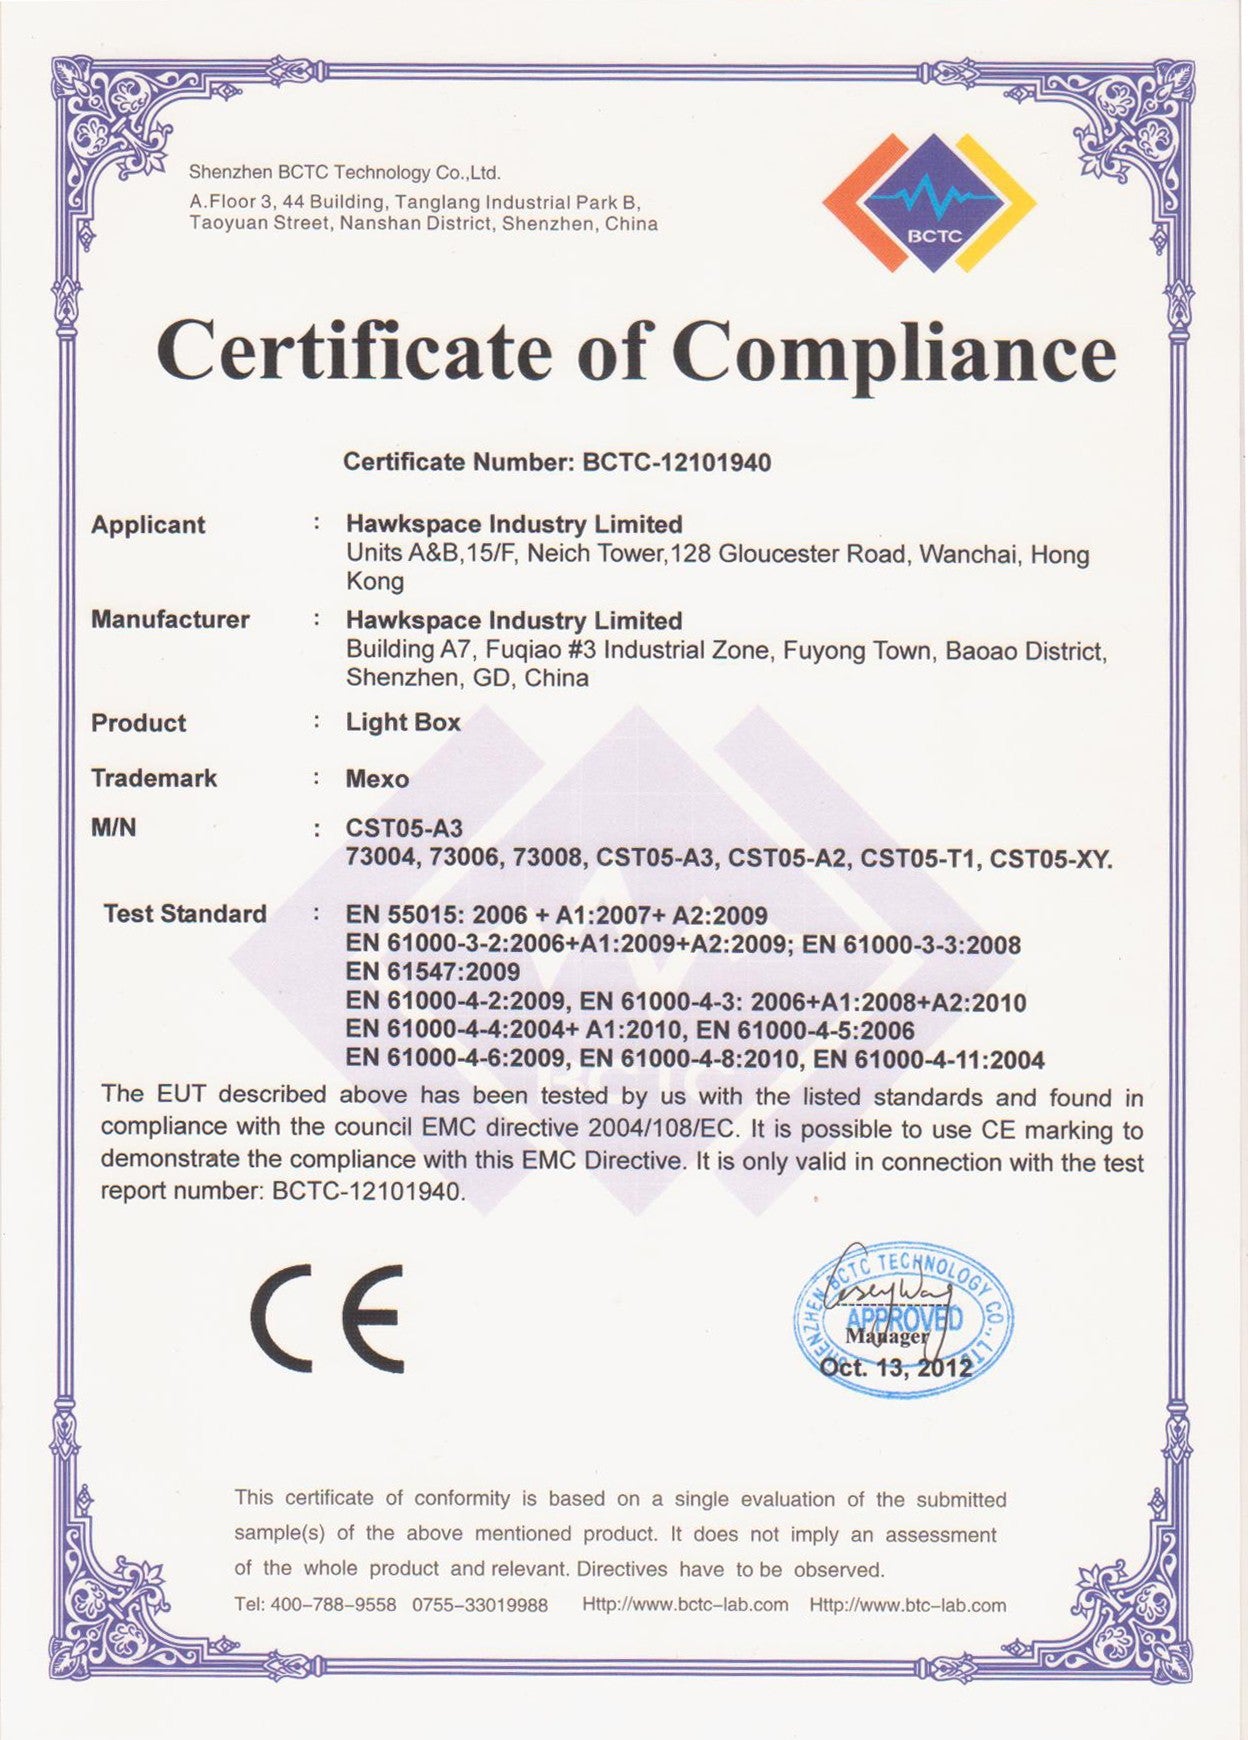 Shenzhen BCTC Technology Co.,Ltd.
A.Floor 3, 44 Building, Tanglang Industrial Park B,
Taoyuan Street, Nanshan District, Shenzhen, China
BCTC
Certificate of Compliance
Certificate Number: BCTC-12101940
Applicant : Hawkspace Industry Limited
Units A&B,15/F, Neich Tower,128 Gloucester Road, Wanchai, Hong
Kong
Manufacturer : Hawkspace Industry Limited
Building A7, Fuqiao #3 Industrial Zone, Fuyong Town, Baoao District,
Shenzhen, GD, China
Product : Light Box
Trademark : Mexo
M/N : CST05-A3
73004, 73006, 73008, CST05-A3, CST05-A2, CST05-T1, CST05-XY.
Test Standard : EN 55015: 2006 + A1:2007+ A2:2009
EN 61000-3-2:2006+A1:2009+A2:2009; EN 61000-3-3:2008
EN 61547:2009
EN 61000-4-2:2009, EN 61000-4-3: 2006+A1:2008+A2:2010
EN 61000-4-4:2004+ A1:2010, EN 61000-4-5:2006
EN 61000-4-6:2009, EN 61000-4-8:2010, EN 61000-4-11:2004
The EUT described above has been tested by us with the listed standards and found in
compliance with the council EMC directive 2004/108/EC. It is possible to use CE marking to
demonstrate the compliance with this EMC Directive. It is only valid in connection with the test
report number: BCTC-12101940.
CE
SHENZHEN BCTC TECHNOLOGY CO., LTD.
APPROVED
Manager
Oct. 13, 2012
This certificate of conformity is based on a single evaluation of the submitted
sample(s) of the above mentioned product. It does not imply an assessment
of the whole product and relevant. Directives have to be observed.
Tel: 400-788-9558 0755-33019988 Http://www.bctc-lab.com Http://www.btc-lab.com